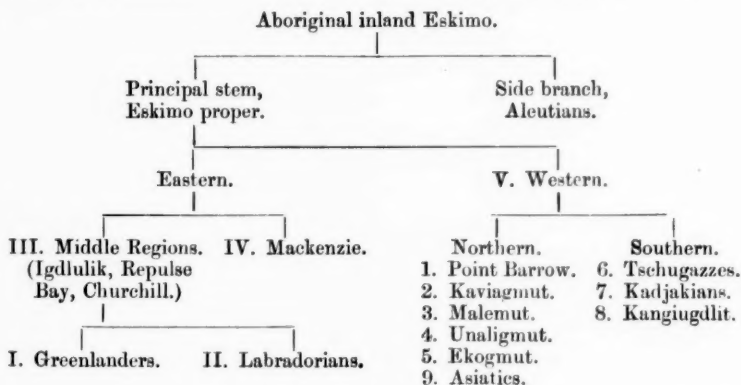 Aboriginal inland Eskimo.
Principal stem, Side branch,
Eskimo proper. Aleutians.
Eastern. V. Western.
III. Middle Regions. IV. Mackenzie. Northern. Southern.
(Igdlulik, Repulse 1. Point Barrow. 6. Tschugazzes.
Bay, Churchill.) 2. Kaviagmut. 7. Kadjakians.
3. Malemut. 8. Kangiugdlit.
4. Unaligmut.
I. Greenlanders. II. Labradorians. 5. Ekogmut.
9. Asiatics.